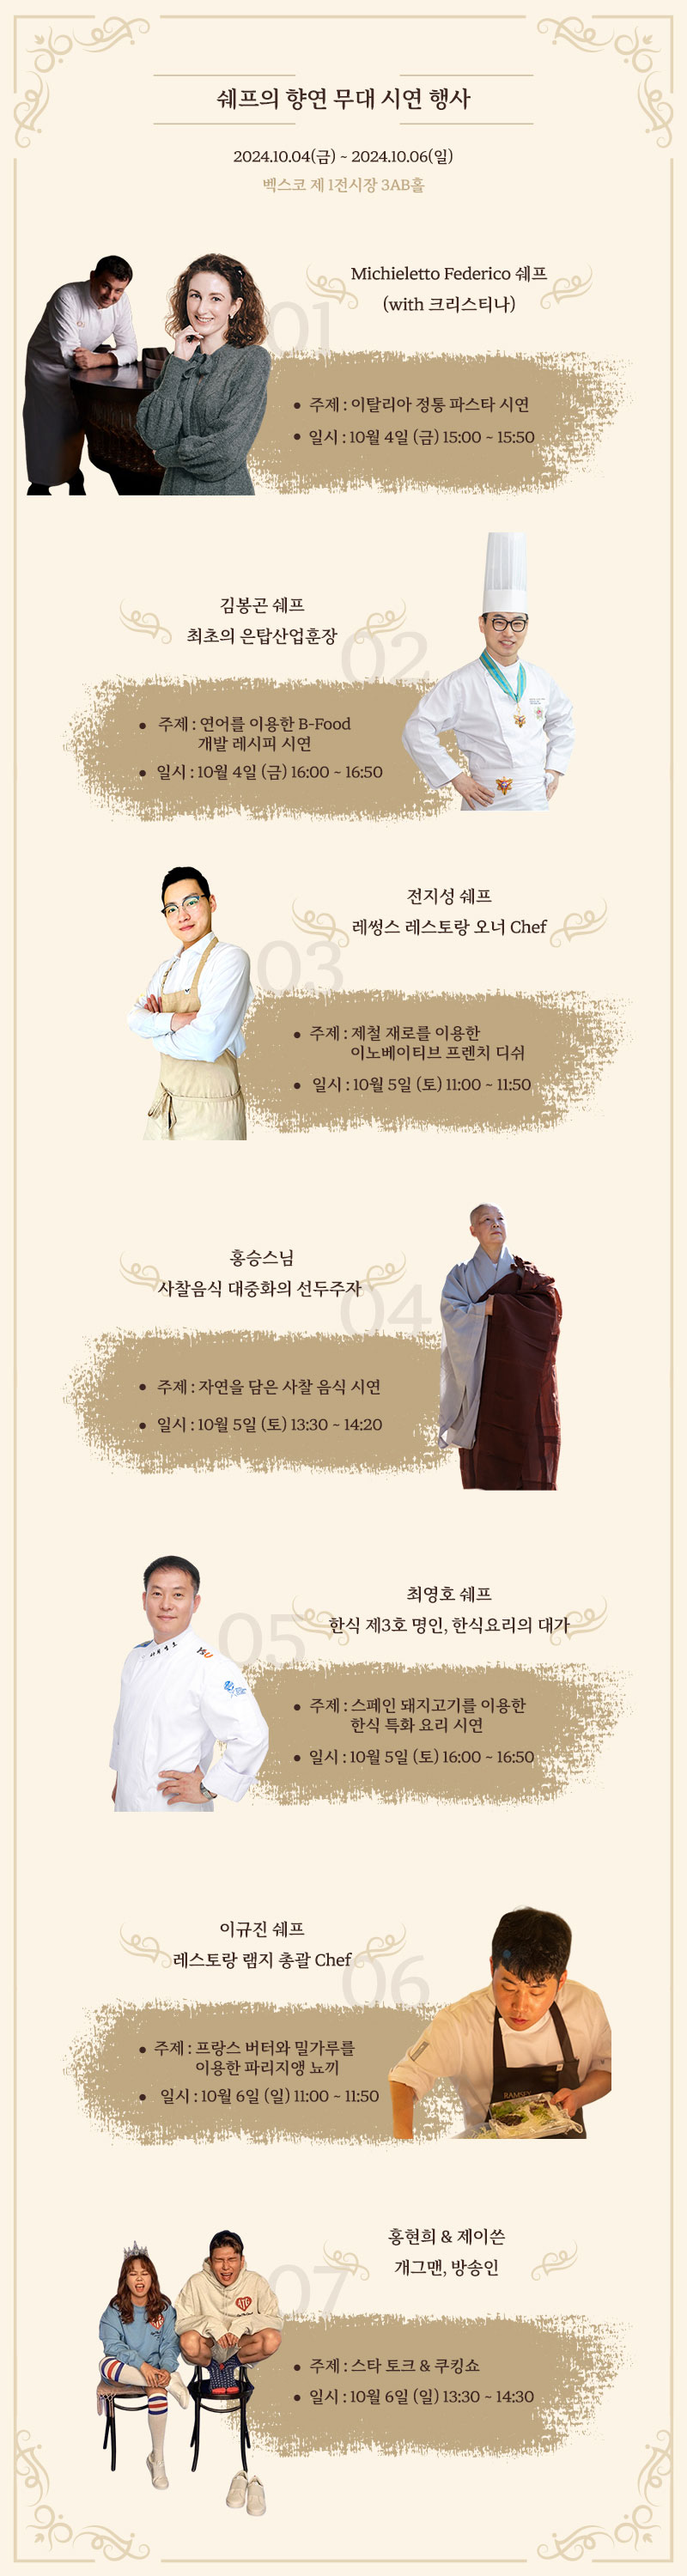 쉐프의 향연 무대 시연 행사
2024.10.04(금) ~ 2024.10.06(일)
벡스코 제 1전시장 3AB홀
01
Michieletto Federico 쉐프
(with 크리스티나)
• 주제 : 이탈리아 정통 파스타 시연
• 일시 : 10월 4일 (금) 15:00 ~ 15:50
02
김봉곤 쉐프
최초의 은탑산업훈장
• 주제 : 연어를 이용한 B-Food
개발 레시피 시연
• 일시 : 10월 4일 (금) 16:00 ~ 16:50
03
전지성 쉐프
레썽스 레스토랑 오너 Chef
• 주제 : 제철 재로를 이용한
이노베이티브 프렌치 디쉬
• 일시 : 10월 5일 (토) 11:00 ~ 11:50
04
홍승스님
사찰음식 대중화의 선두주자
• 주제 : 자연을 담은 사찰 음식 시연
• 일시 : 10월 5일 (토) 13:30 ~ 14:20
05
최영호 쉐프
한식 제3호 명인, 한식요리의 대가
• 주제 : 스페인 돼지고기를 이용한
한식 특화 요리 시연
• 일시 : 10월 5일 (토) 16:00 ~ 16:50
06
이규진 쉐프
레스토랑 램지 총괄 Chef
• 주제 : 프랑스 버터와 밀가루를
이용한 파리지앵 뇨끼
• 일시 : 10월 6일 (일) 11:00 ~ 11:50
RAMSEY
07
홍현희 & 제이쓴
개그맨, 방송인
• 주제 : 스타 토크 & 쿠킹쇼
• 일시 : 10월 6일 (일) 13:30 ~ 14:30